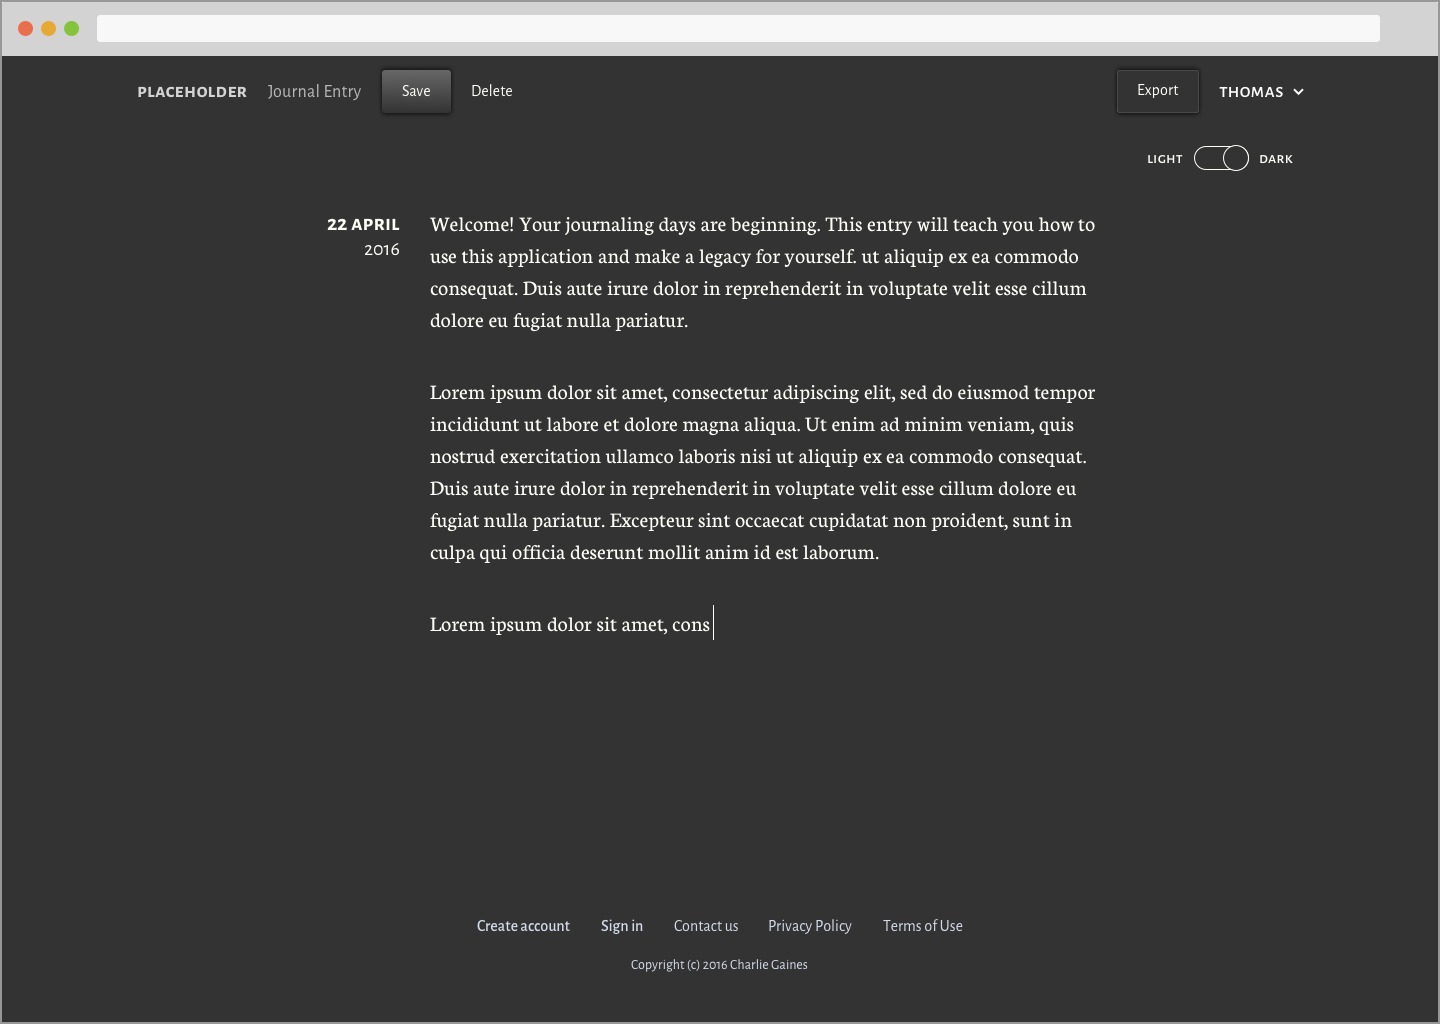 PLACEHOLDER Journal Entry Save Delete Export THOMAS
LIGHT DARK
22 APRIL
2016
Welcome! Your journaling days are beginning. This entry will teach you how to
use this application and make a legacy for yourself. ut aliquip ex ea commodo
consequat. Duis aute irure dolor in reprehenderit in voluptate velit esse cillum
dolore eu fugiat nulla pariatur.
Lorem ipsum dolor sit amet, consectetur adipiscing elit, sed do eiusmod tempor
incididunt ut labore et dolore magna aliqua. Ut enim ad minim veniam, quis
nostrud exercitation ullamco laboris nisi ut aliquip ex ea commodo consequat.
Duis aute irure dolor in reprehenderit in voluptate velit esse cillum dolore eu
fugiat nulla pariatur. Excepteur sint occaecat cupidatat non proident, sunt in
culpa qui officia deserunt mollit anim id est laborum.
Lorem ipsum dolor sit amet, cons
Create account Sign in Contact us Privacy Policy Terms of Use
Copyright (c) 2016 Charlie Gaines